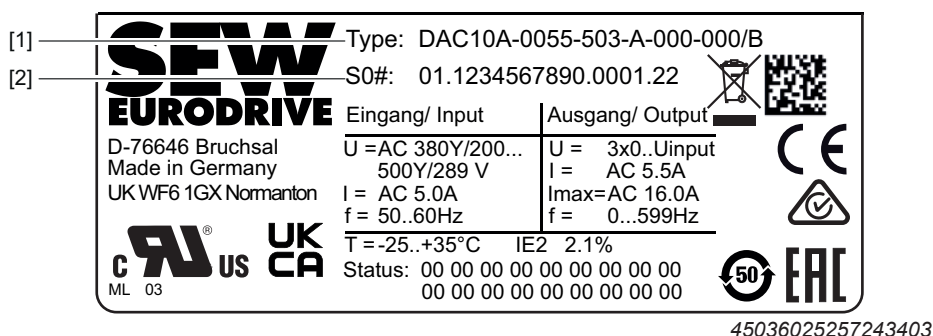 [1]
[2]
SEW
EURODRIVE
D-76646 Bruchsal
Made in Germany
UK WF6 1GX Normanton
Type: DAC10A-0055-503-A-000-000/B
S0#: 01.1234567890.0001.22
Eingang/ Input
U =AC 380Y/200...
500Y/289 V
I = AC 5.0A
f = 50..60Hz
Ausgang/ Output
U = 3x0..Uinput
I = AC 5.5A
Imax=AC 16.0A
f = 0...599Hz
T =-25..+35°C IE2 2.1%
Status: 00 00 00 00 00 00 00 00 00
00 00 00 00 00 00 00 00 00
C RU ® US
ML 03
UK
CA
CE
50
EAC
45036025257243403